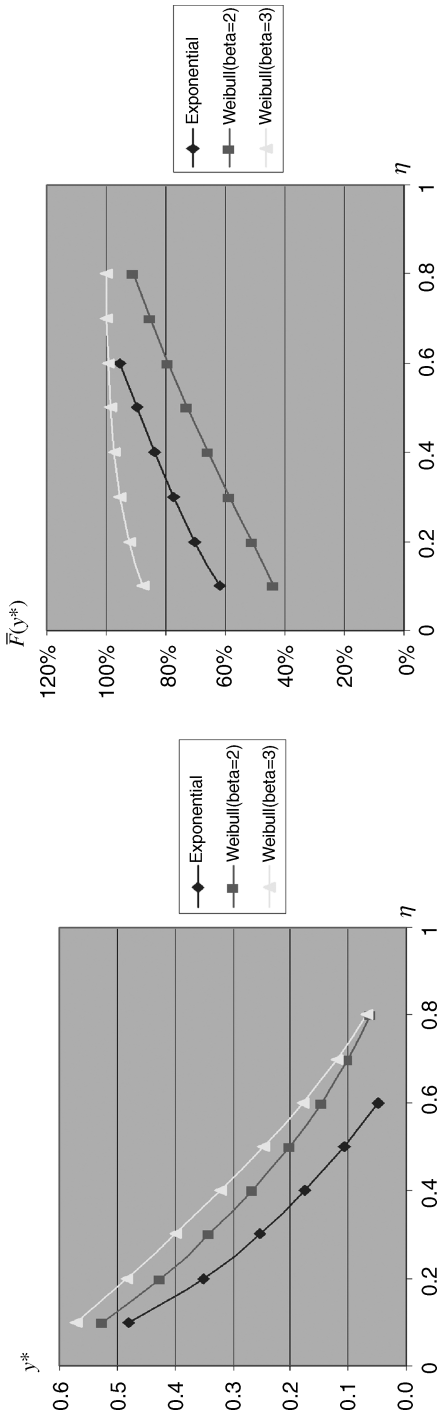 y*
0.6
0.5
0.4
0.3
0.2
0.1
0.0
0
0.2
0.4
0.6
0.8
1
η
Exponential
Weibull(beta=2)
Weibull(beta=3)
F̅(y*)
120%
100%
80%
60%
40%
20%
0%
0
0.2
0.4
0.6
0.8
1
η
Exponential
Weibull(beta=2)
Weibull(beta=3)